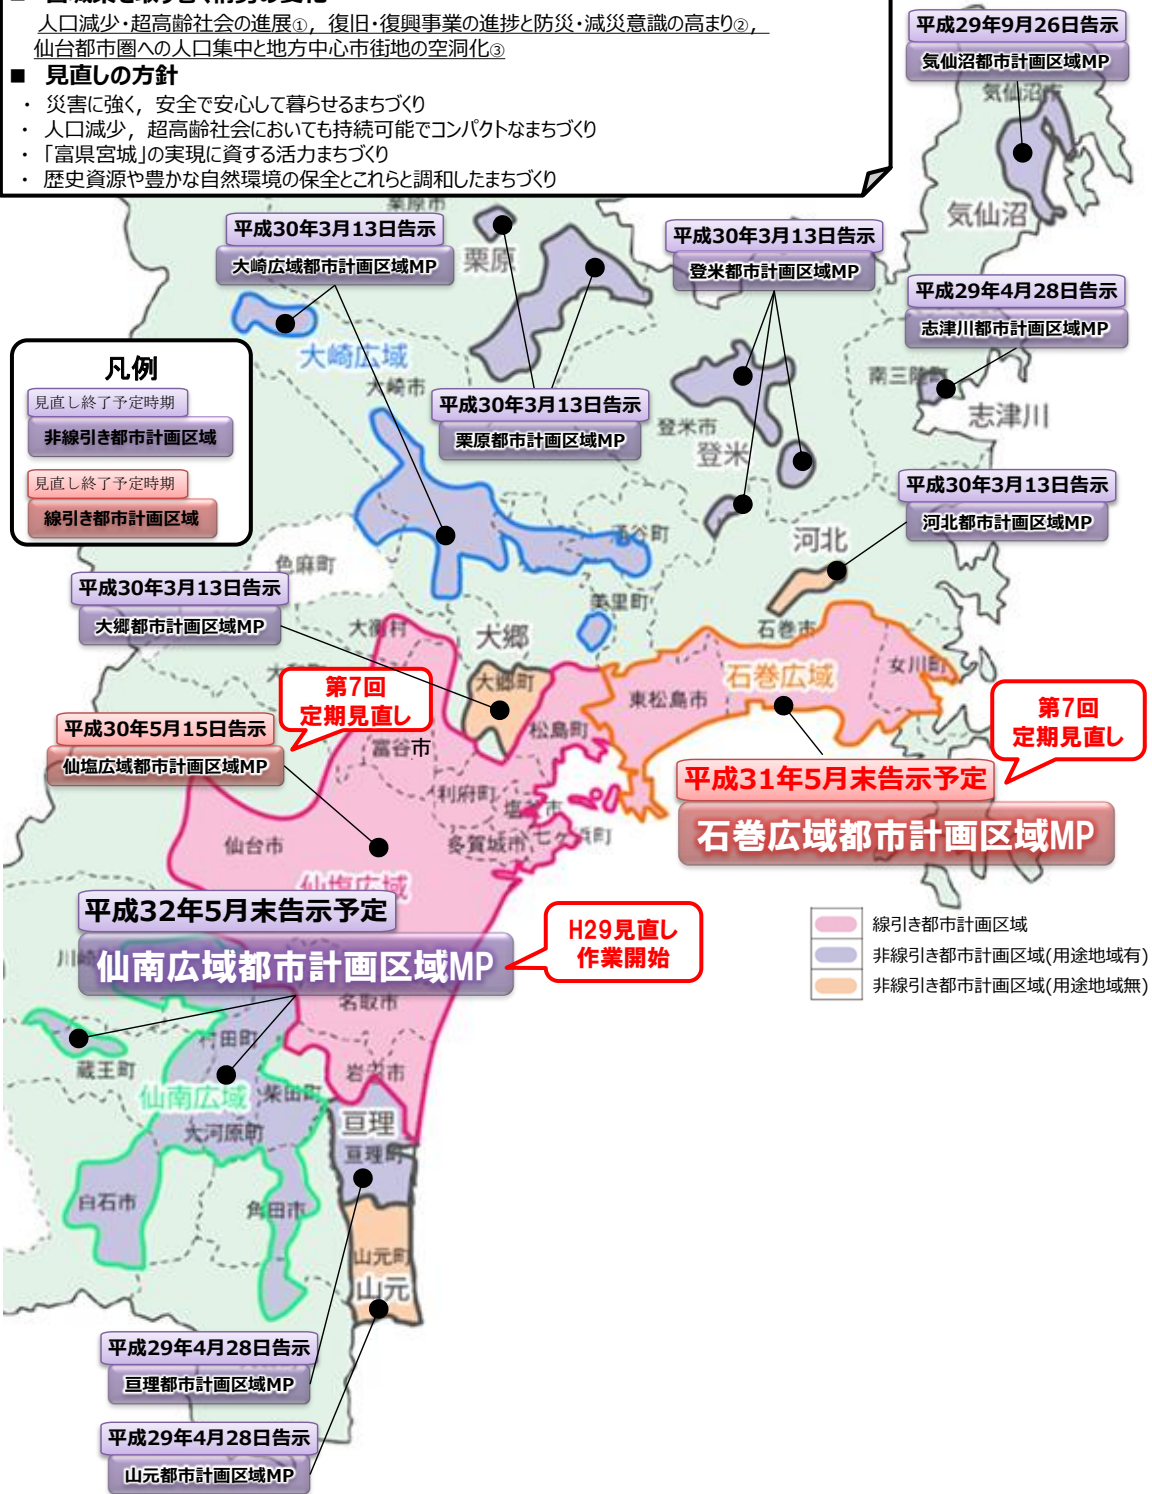 人口減少・超高齢社会の進展①，復旧・復興事業の進捗と防災・減災意識の高まり②，
仙台都市圏への人口集中と地方中心市街地の空洞化③
■ 見直しの方針
・ 災害に強く，安全で安心して暮らせるまちづくり
・ 人口減少，超高齢社会においても持続可能でコンパクトなまちづくり
・ 「富県宮城」の実現に資する活力まちづくり
・ 歴史資源や豊かな自然環境の保全とこれらと調和したまちづくり
平成29年9月26日告示
気仙沼都市計画区域MP
気仙沼市
気仙沼
栗原市
平成30年3月13日告示
大崎広域都市計画区域MP
栗原
平成30年3月13日告示
登米都市計画区域MP
平成29年4月28日告示
志津川都市計画区域MP
大崎広域
大崎市
南三陸町
志津川
凡例
見直し終了予定時期
非線引き都市計画区域
見直し終了予定時期
線引き都市計画区域
平成30年3月13日告示
栗原都市計画区域MP
登米市
登米
平成30年3月13日告示
河北都市計画区域MP
涌谷町
河北
色麻町
平成30年3月13日告示
大郷都市計画区域MP
美里町
大衡村
大郷
石巻市
女川町
石巻広域
東松島市
大郷町
松島町
第7回
定期見直し
第7回
定期見直し
平成30年5月15日告示
仙塩広域都市計画区域MP
富谷市
平成31年5月末告示予定
石巻広域都市計画区域MP
利府町
塩釜市
多賀城市
七ヶ浜町
仙台市
仙塩広域
平成32年5月末告示予定
仙南広域都市計画区域MP
H29見直し
作業開始
線引き都市計画区域
非線引き都市計画区域(用途地域有)
非線引き都市計画区域(用途地域無)
名取市
村田町
蔵王町
岩沼市
仙南広域
柴田町
大河原町
亘理
亘理町
白石市
角田市
山元町
山元
平成29年4月28日告示
亘理都市計画区域MP
平成29年4月28日告示
山元都市計画区域MP